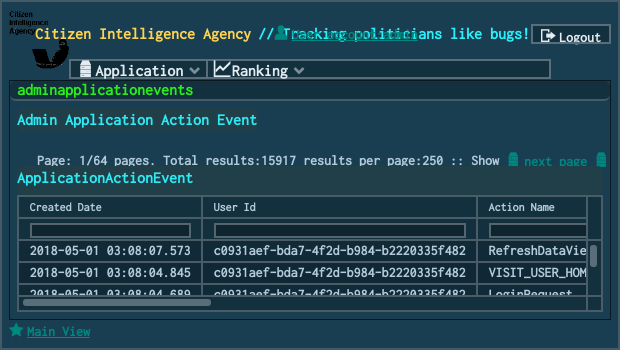 Citizen
Intelligence
Agency
Citizen Intelligence Agency // Tracking politicians like bugs!
Logout
Application Ranking
adminapplicationevents
Admin Application Action Event
Page: 1/64 pages. Total results:15917 results per page:250 :: Show next page
ApplicationActionEvent
Created Date User Id Action Name
2018-05-01 03:08:07.573 c0931aef-bda7-4f2d-b984-b2220335f482 RefreshDataVie
2018-05-01 03:08:04.845 c0931aef-bda7-4f2d-b984-b2220335f482 VISIT_USER_HOM
2018-05-01 03:08:04.689 c0931aef-bda7-4f2d-b984-b2220335f482 LoginRequest
Main View